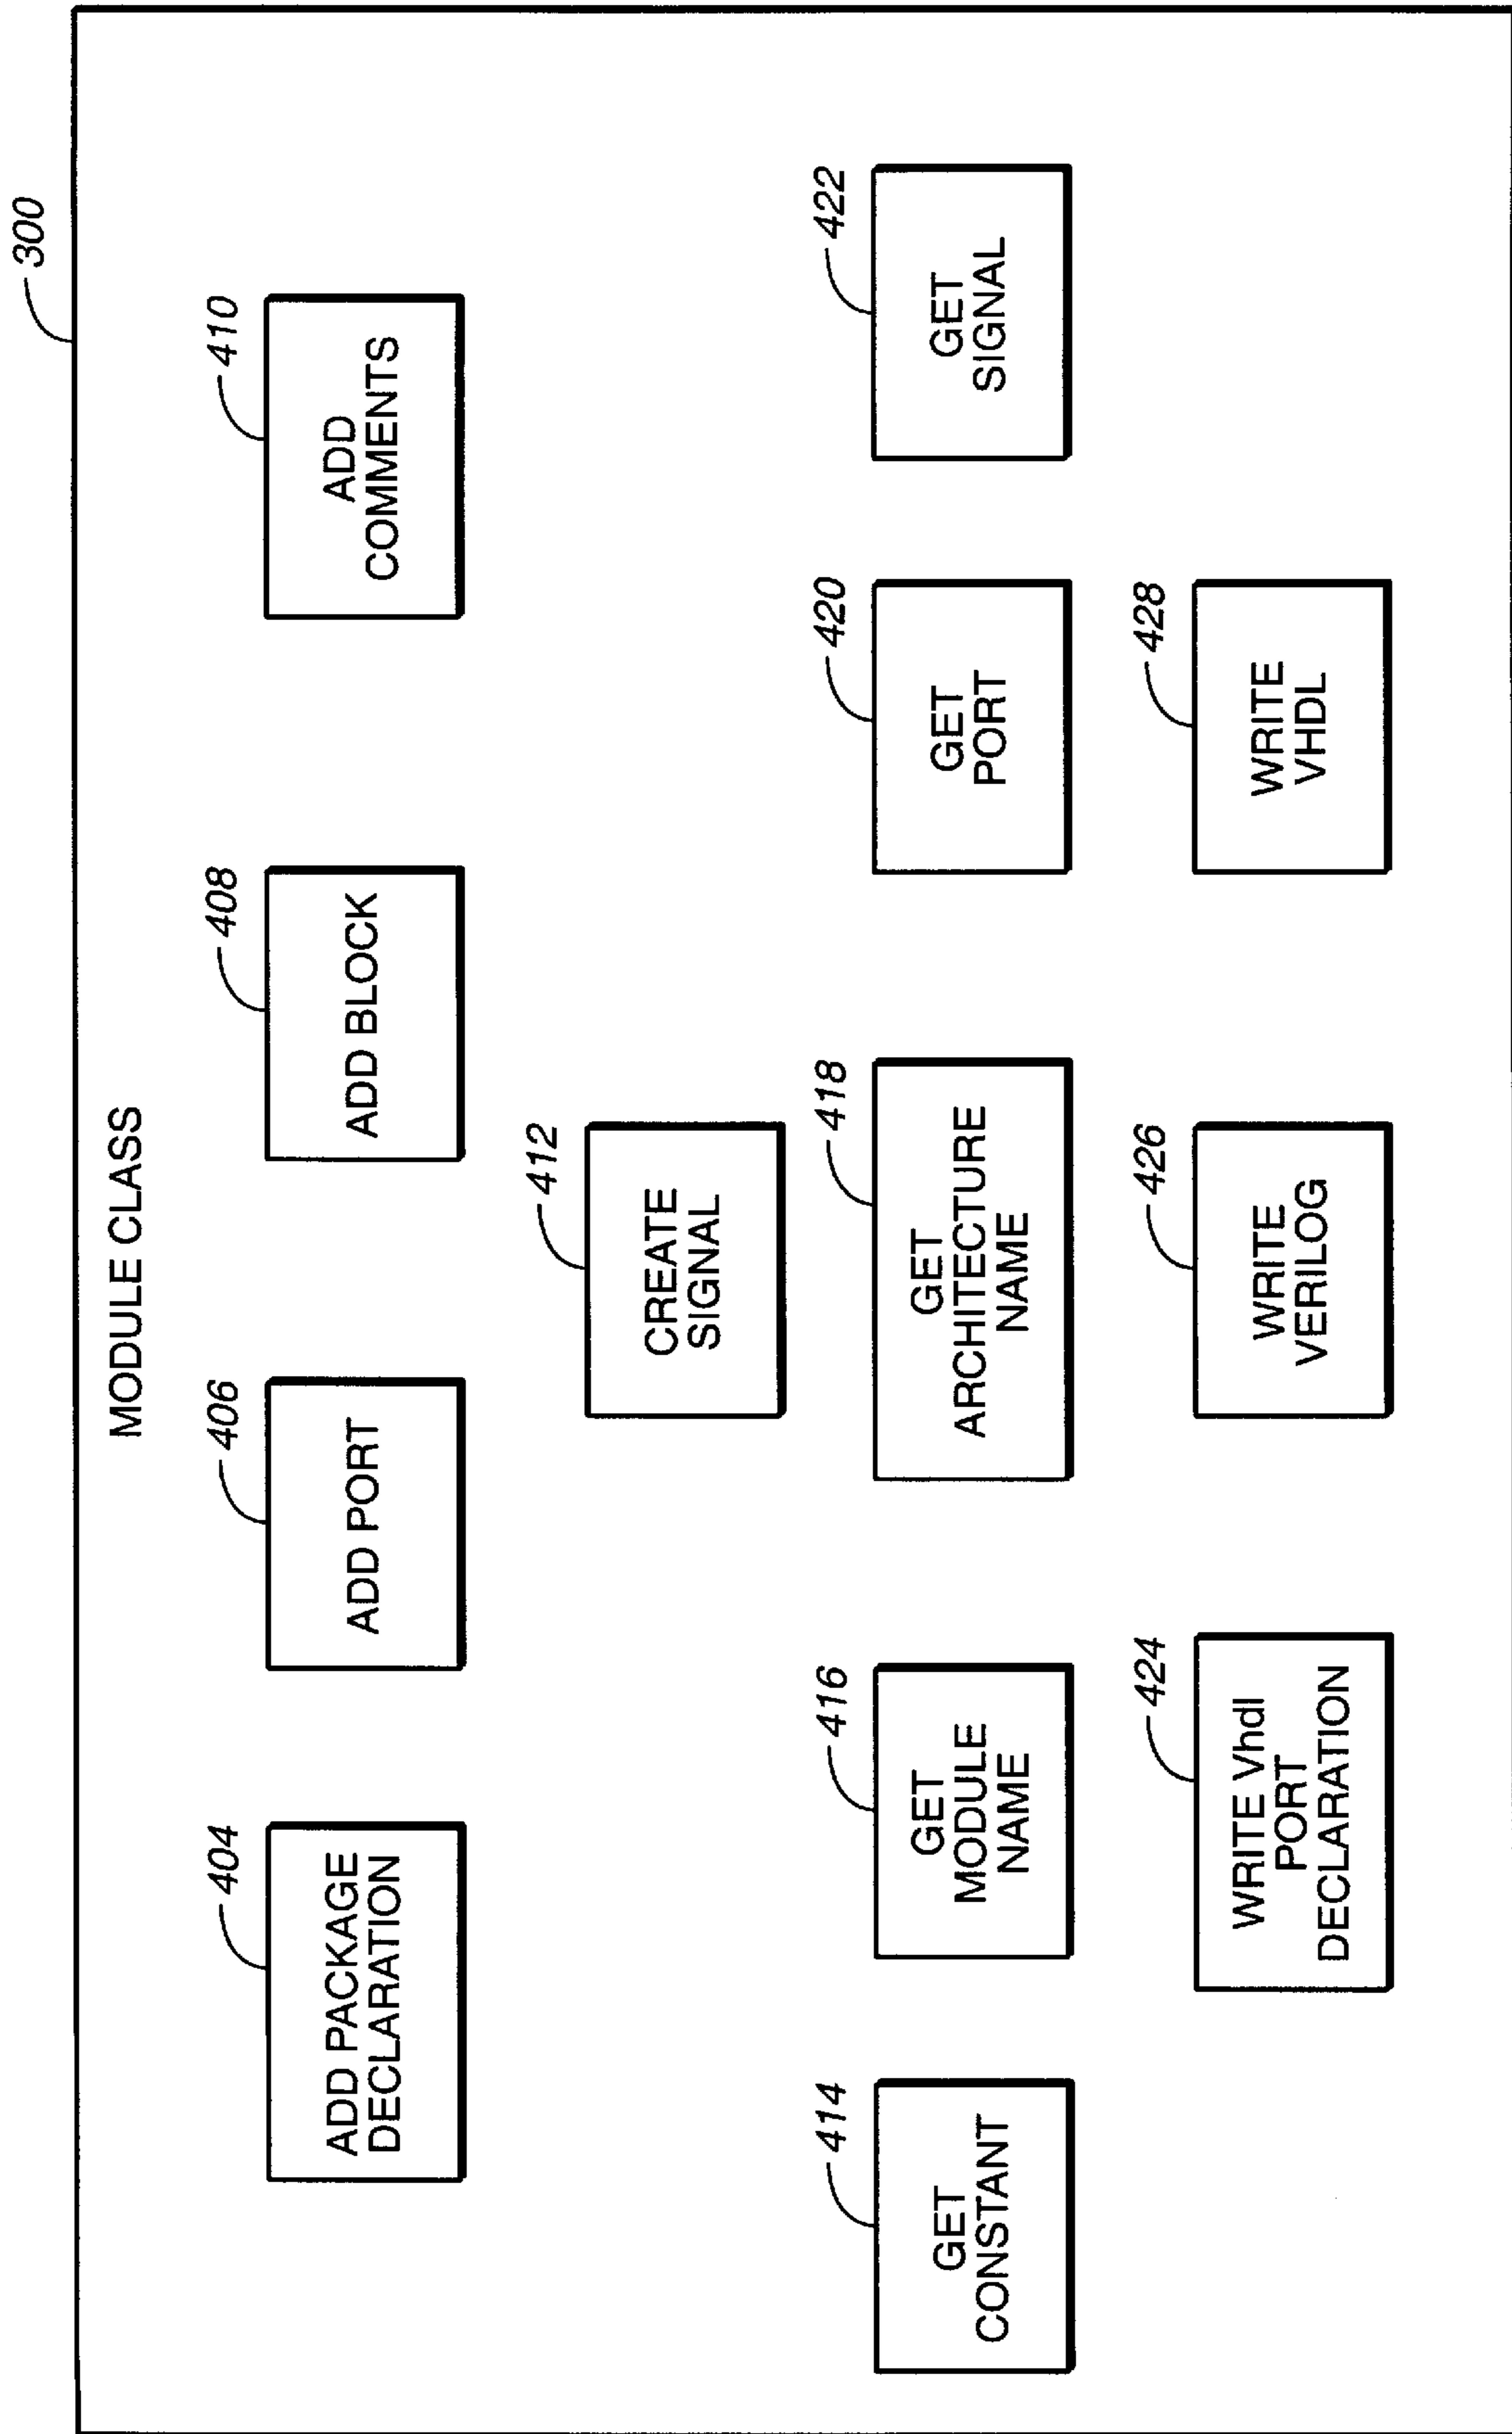 300
MODULE CLASS
404
ADD PACKAGE
DECLARATION
406
ADD PORT
408
ADD BLOCK
410
ADD
COMMENTS
412
CREATE
SIGNAL
414
GET
CONSTANT
416
GET
MODULE
NAME
418
GET
ARCHITECTURE
NAME
420
GET
PORT
422
GET
SIGNAL
424
WRITE Vhdl
PORT
DECLARATION
426
WRITE
VERILOG
428
WRITE
VHDL